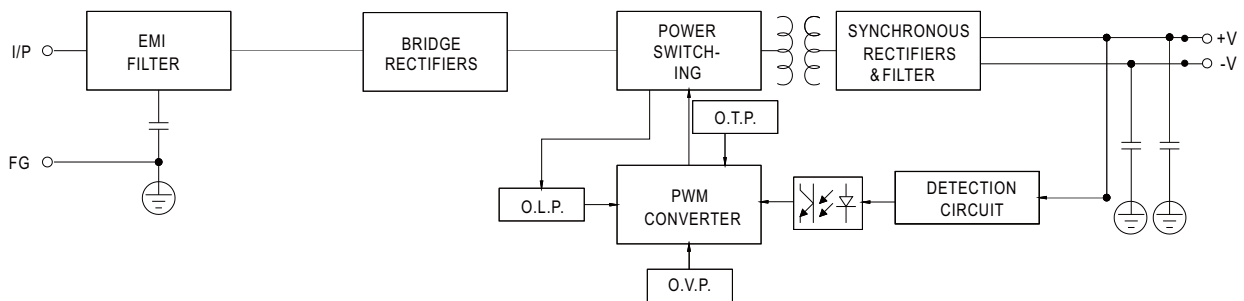 I/P
EMI
FILTER
BRIDGE
RECTIFIERS
POWER
SWITCH-
ING
SYNCHRONOUS
RECTIFIERS
&FILTER
+V
-V
O.T.P.
FG
O.L.P.
PWM
CONVERTER
DETECTION
CIRCUIT
O.V.P.